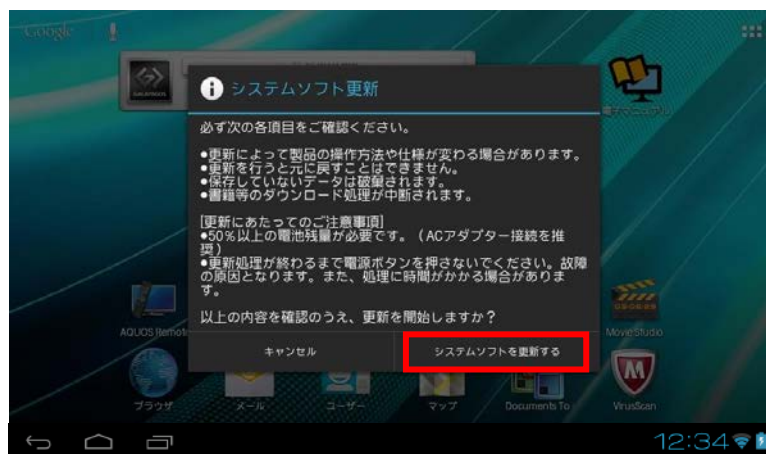 Google
GALAPAGOS
システムソフト更新
必ず次の各項目をご確認ください。
●更新によって製品の操作方法や仕様が変わる場合があります。
●更新を行うと元に戻すことはできません。
●保存していないデータは破棄されます。
●書籍等のダウンロード処理が中断されます。
[更新にあたってのご注意事項]
●50%以上の電池残量が必要です。(ACアダプター接続を推
奨)
●更新処理が終わるまで電源ボタンを押さないでください。故障
の原因となります。また、処理に時間がかかる場合がありま
す。
以上の内容を確認のうえ、更新を開始しますか？
キャンセル
システムソフトを更新する
電子マニュアル
AQUOS Remote
Movie Studio
ブラウザ
メール
ユーザー
マップ
Documents To
VirusScan
12:34